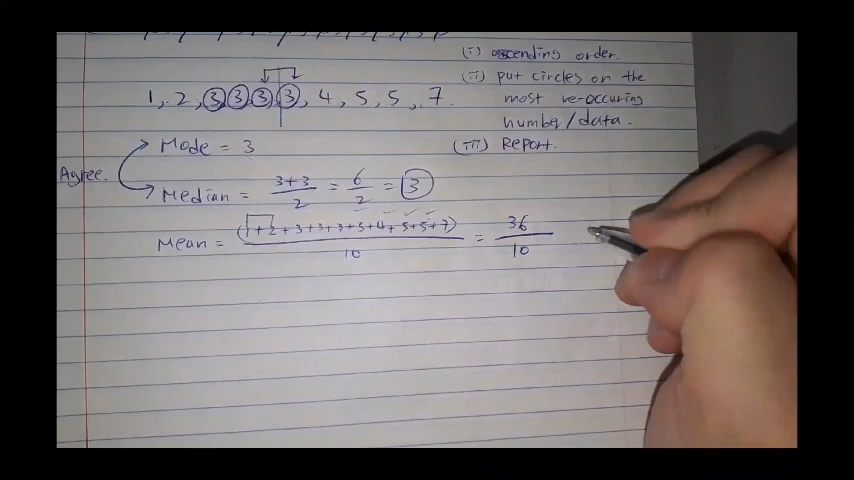 (i) ascending order.
(ii) put circles on the
most re-occuring
number/data.
(iii) Report.
1, 2, 3, 3, 3, 3, 4, 5, 5, 7.
Mode = 3
Agree.
Median = 3+3/2 = 6/2 = 3
Mean = (1+2+3+3+3+3+4+5+5+7)/10 = 36/10